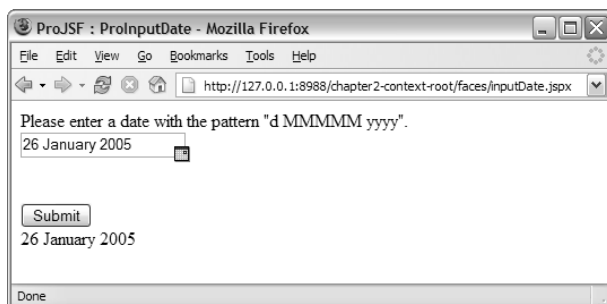 ProJSF : ProInputDate - Mozilla Firefox
File Edit View Go Bookmarks Tools Help
http://127.0.0.1:8988/chapter2-context-root/faces/inputDate.jspx
Please enter a date with the pattern "d MMMMM yyyy".
26 January 2005
Submit
26 January 2005
Done